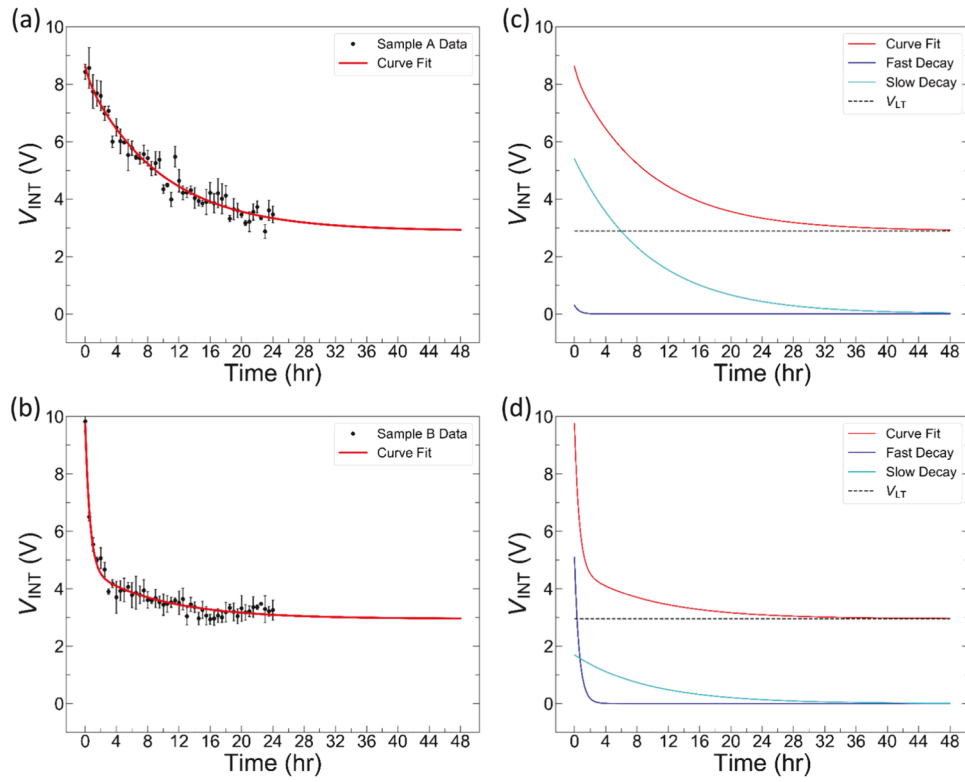 (a)
10
8
6
4
2
0
V_INT (V)
Sample A Data
Curve Fit
0 4 8 12 16 20 24 28 32 36 40 44 48
Time (hr)
(c)
10
8
6
4
2
0
V_INT (V)
Curve Fit
Fast Decay
Slow Decay
V_LT
0 4 8 12 16 20 24 28 32 36 40 44 48
Time (hr)
(b)
10
8
6
4
2
0
V_INT (V)
Sample B Data
Curve Fit
0 4 8 12 16 20 24 28 32 36 40 44 48
Time (hr)
(d)
10
8
6
4
2
0
V_INT (V)
Curve Fit
Fast Decay
Slow Decay
V_LT
0 4 8 12 16 20 24 28 32 36 40 44 48
Time (hr)